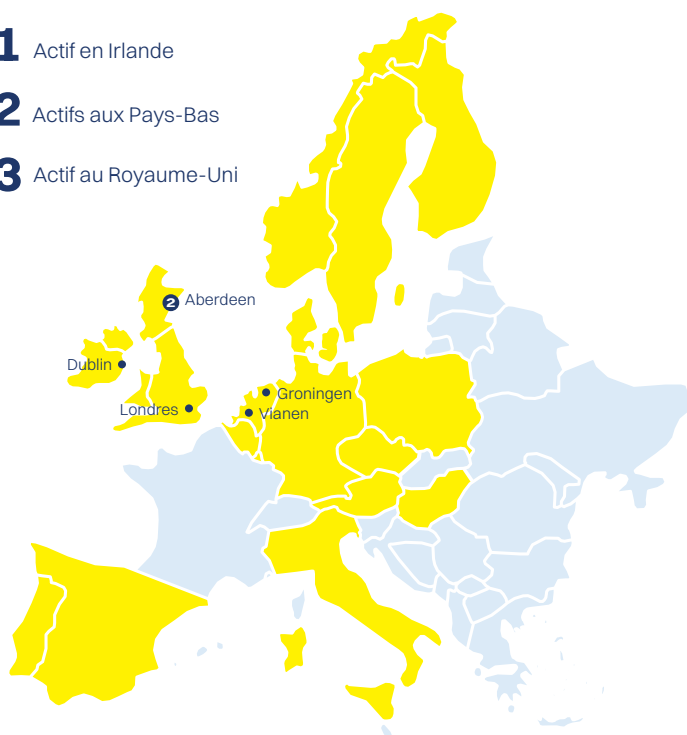 1 Actif en Irlande
2 Actifs aux Pays-Bas
3 Actif au Royaume-Uni
2 Aberdeen
Dublin
Londres
Groningen
Vianen